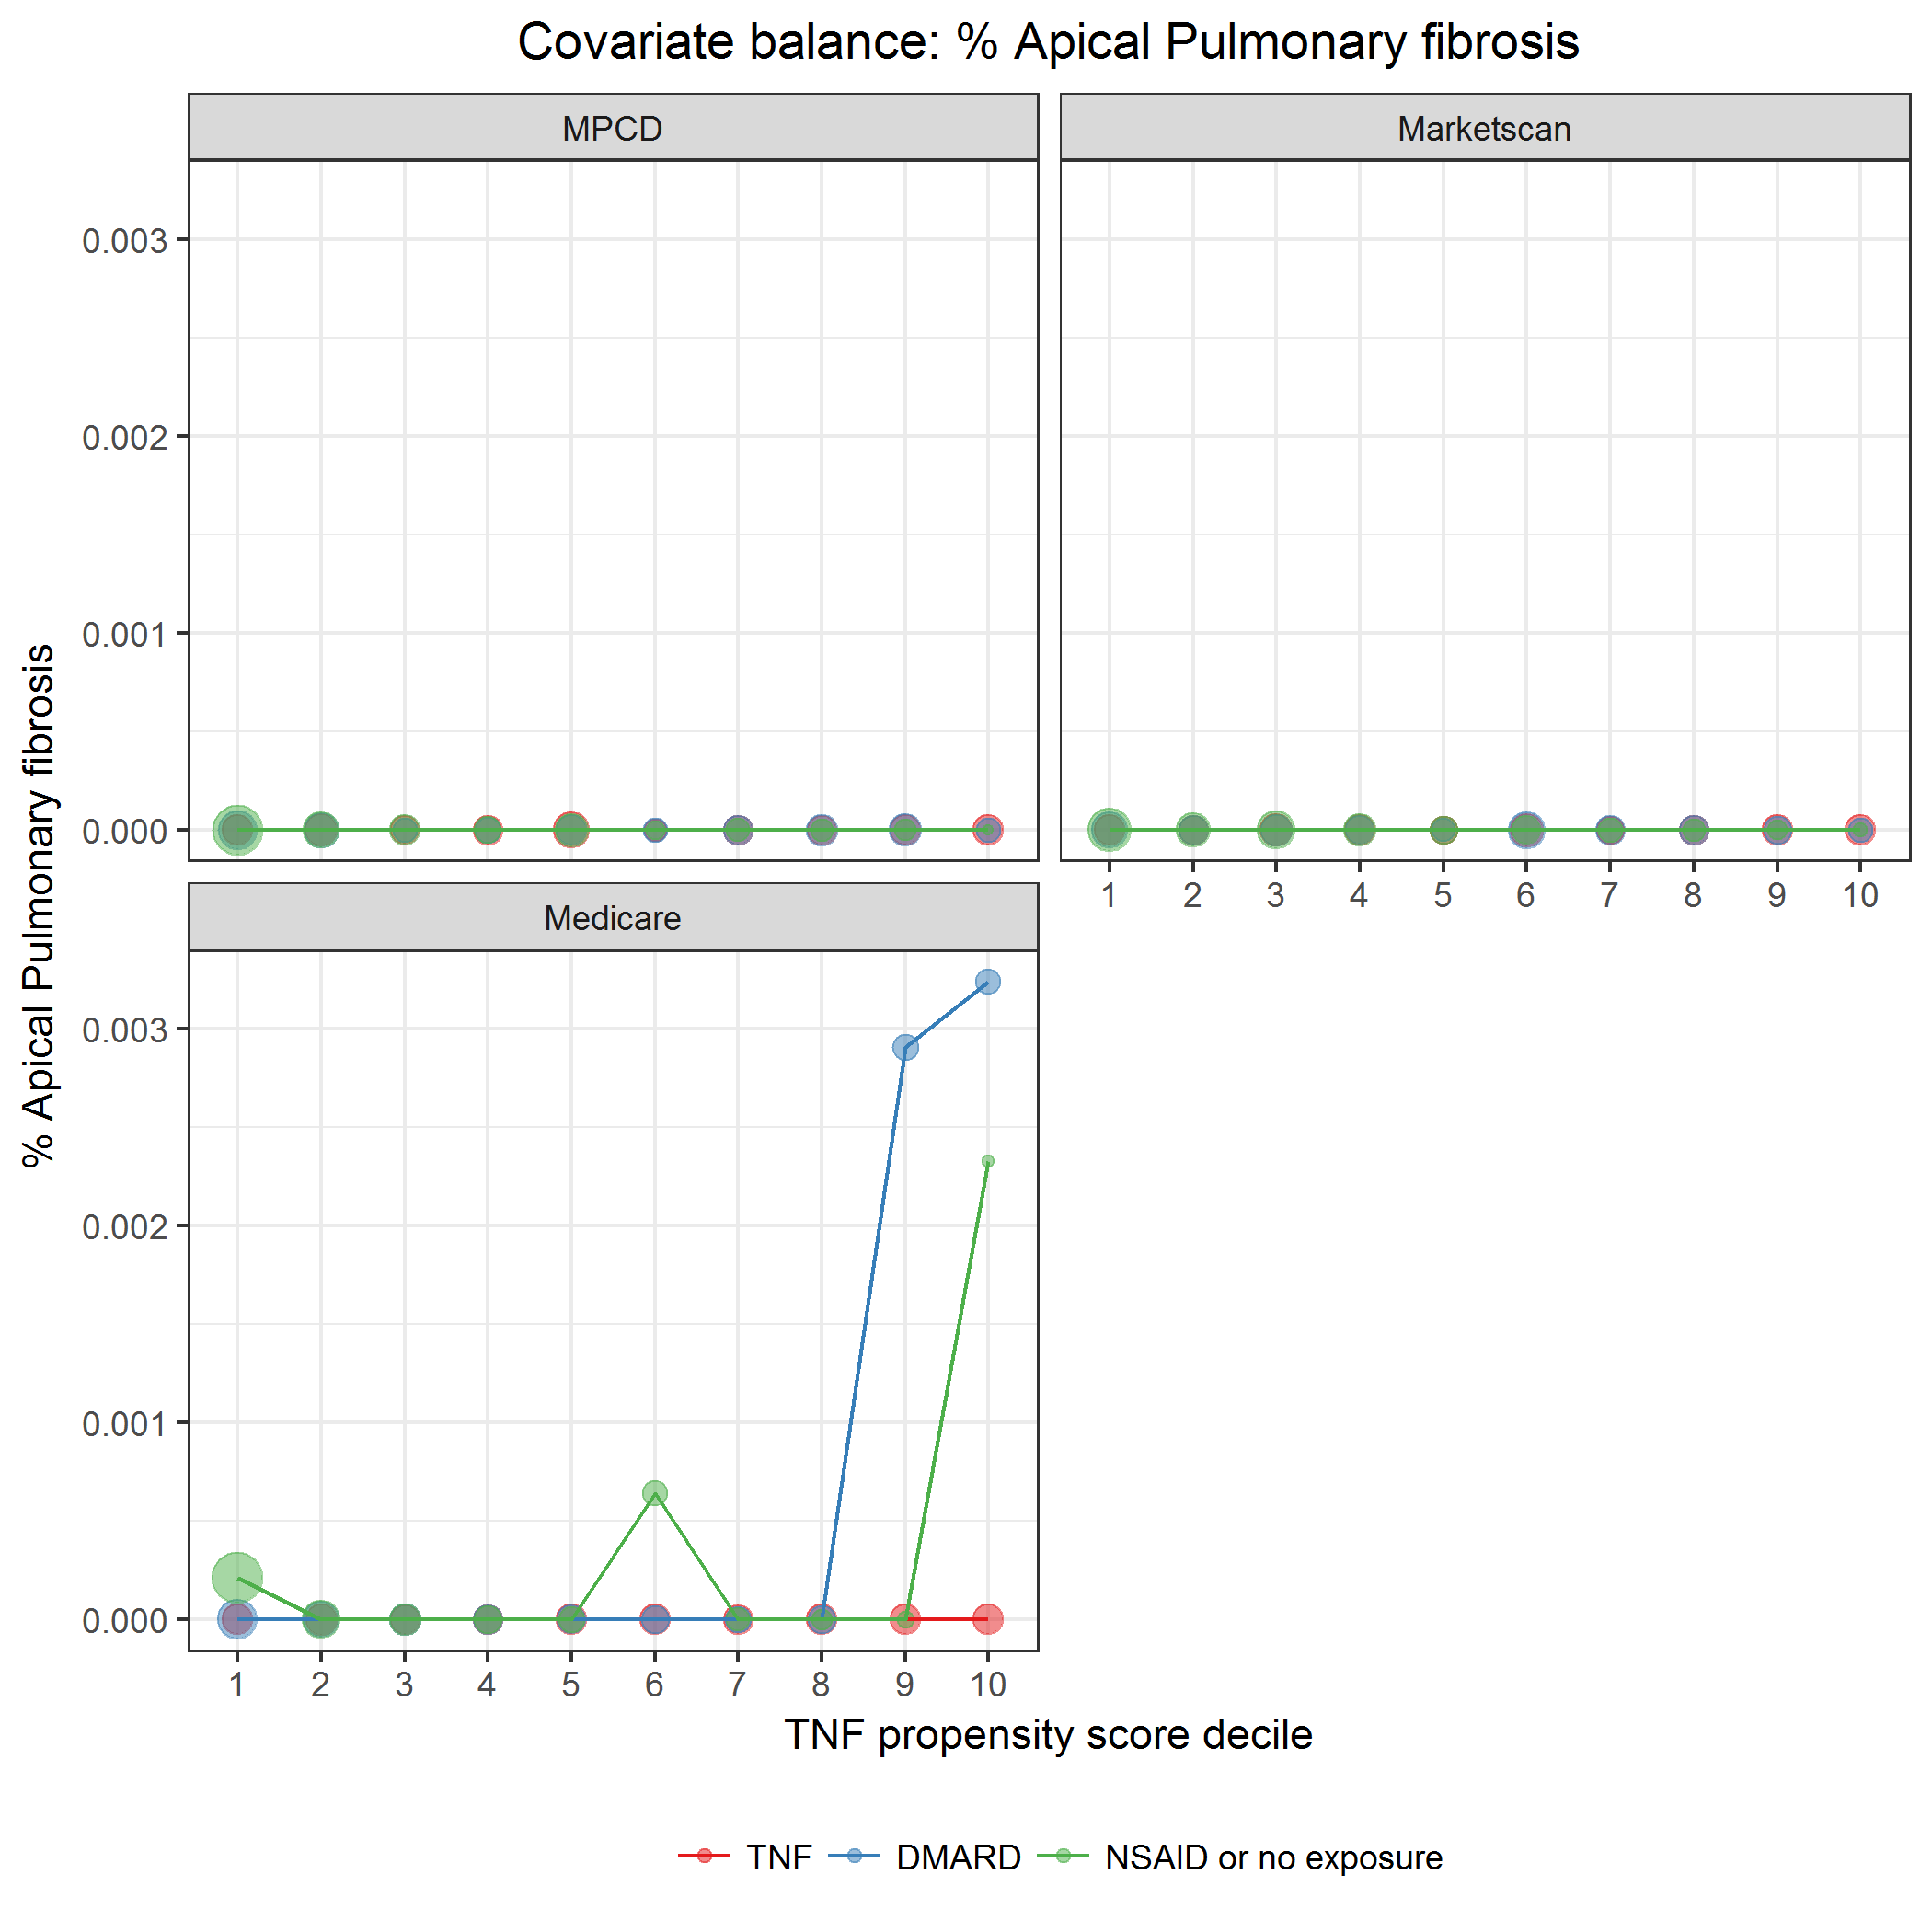 Covariate balance: % Apical Pulmonary fibrosis
MPCD
Marketscan
0.003
0.002
0.001
0.000
1 2 3 4 5 6 7 8 9 10
Medicare
0.003
0.002
0.001
0.000
1 2 3 4 5 6 7 8 9 10
% Apical Pulmonary fibrosis
TNF propensity score decile
TNF DMARD NSAID or no exposure